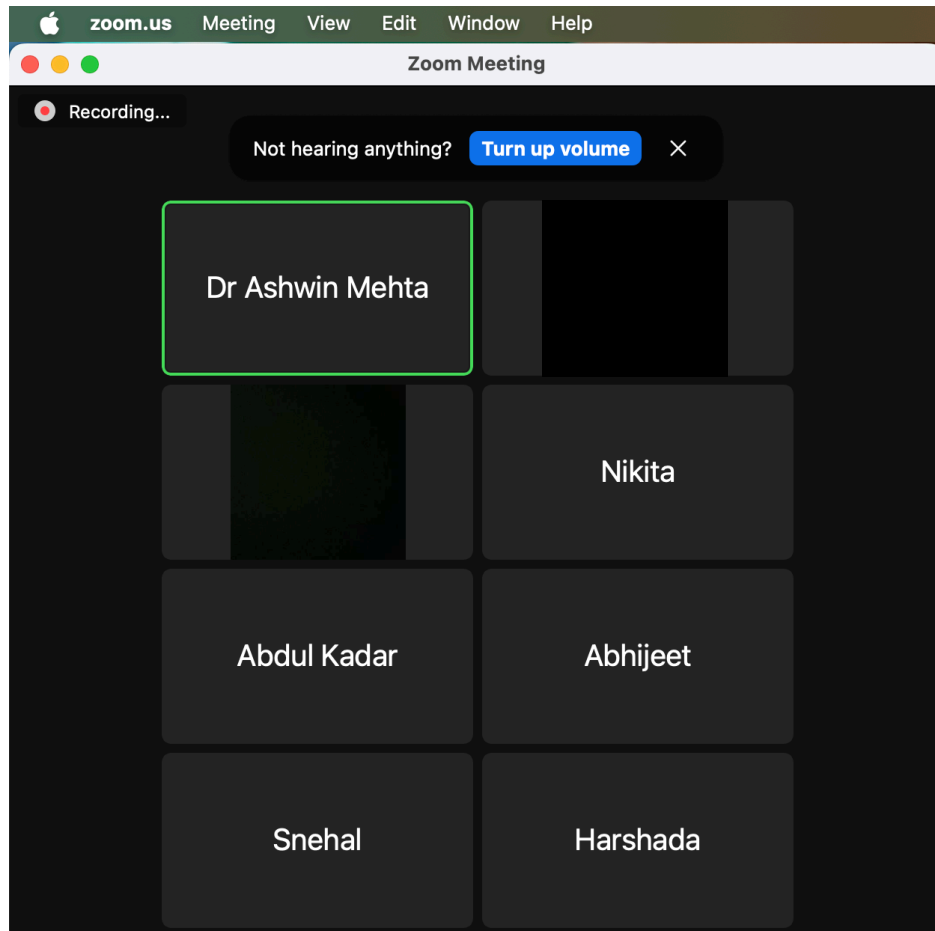 zoom.us Meeting View Edit Window Help
Zoom Meeting
Recording...
Not hearing anything? Turn up volume
Dr Ashwin Mehta
Nikita
Abdul Kadar
Abhijeet
Snehal
Harshada